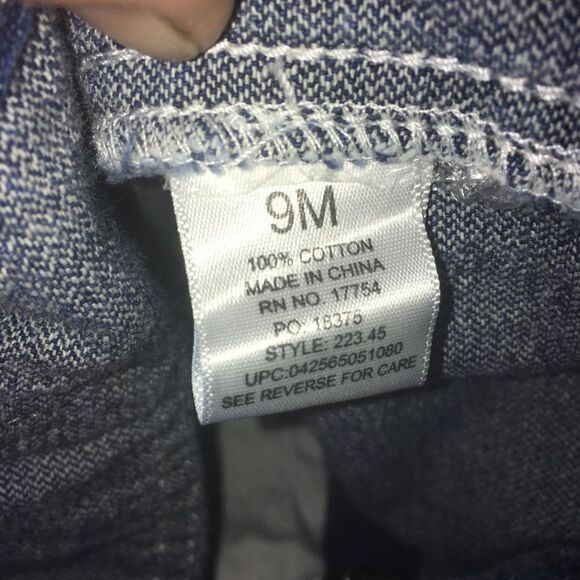 9M
100% COTTON
MADE IN CHINA
RN NO. 17754
PO: 18375
STYLE: 223.45
UPC:042565051080
SEE REVERSE FOR CARE